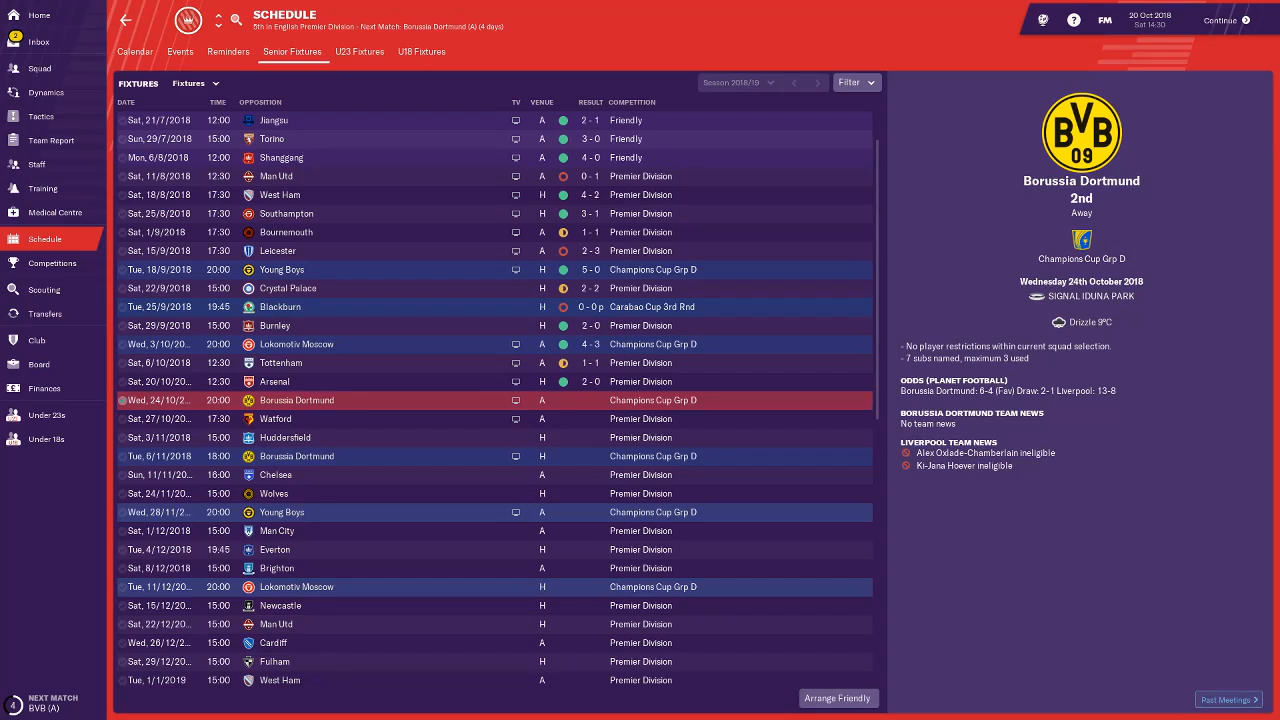 SCHEDULE
5th in English Premier Division - Next Match: Borussia Dortmund (A) (4 days)
FM
20 Oct 2018
Sat 14:30
Continue
Home
2
Inbox
Squad
Dynamics
Tactics
Team Report
Staff
Training
Medical Centre
Schedule
Competitions
Scouting
Transfers
Club
Board
Finances
Under 23s
Under 18s
4
NEXT MATCH
BVB (A)
Calendar Events Reminders Senior Fixtures U23 Fixtures U18 Fixtures
FIXTURES Fixtures Season 2018/19 Filter
DATE TIME OPPOSITION TV VENUE RESULT COMPETITION
Sat, 21/7/2018 12:00 Jiangsu A 2 - 1 Friendly
Sun, 29/7/2018 15:00 Torino A 3 - 0 Friendly
Mon, 6/8/2018 12:00 Shanggang A 4 - 0 Friendly
Sat, 11/8/2018 12:30 Man Utd A 0 - 1 Premier Division
Sat, 18/8/2018 17:30 West Ham H 4 - 2 Premier Division
Sat, 25/8/2018 17:30 Southampton H 3 - 1 Premier Division
Sat, 1/9/2018 17:30 Bournemouth A 1 - 1 Premier Division
Sat, 15/9/2018 17:30 Leicester A 2 - 3 Premier Division
Tue, 18/9/2018 20:00 Young Boys H 5 - 0 Champions Cup Grp D
Sat, 22/9/2018 15:00 Crystal Palace H 2 - 2 Premier Division
Tue, 25/9/2018 19:45 Blackburn H 0 - 0 p Carabao Cup 3rd Rnd
Sat, 29/9/2018 15:00 Burnley H 2 - 0 Premier Division
Wed, 3/10/20... 20:00 Lokomotiv Moscow A 4 - 3 Champions Cup Grp D
Sat, 6/10/2018 12:30 Tottenham A 1 - 1 Premier Division
Sat, 20/10/20... 12:30 Arsenal H 2 - 0 Premier Division
Wed, 24/10/2... 20:00 Borussia Dortmund A Champions Cup Grp D
Sat, 27/10/20... 17:30 Watford A Premier Division
Sat, 3/11/2018 15:00 Huddersfield H Premier Division
Tue, 6/11/2018 18:00 Borussia Dortmund H Champions Cup Grp D
Sun, 11/11/20... 16:00 Chelsea A Premier Division
Sat, 24/11/20... 15:00 Wolves H Premier Division
Wed, 28/11/2... 20:00 Young Boys A Champions Cup Grp D
Sat, 1/12/2018 15:00 Man City A Premier Division
Tue, 4/12/2018 19:45 Everton H Premier Division
Sat, 8/12/2018 15:00 Brighton A Premier Division
Tue, 11/12/20... 20:00 Lokomotiv Moscow H Champions Cup Grp D
Sat, 15/12/20... 15:00 Newcastle H Premier Division
Sat, 22/12/20... 15:00 Man Utd H Premier Division
Wed, 26/12/2... 15:00 Cardiff A Premier Division
Sat, 29/12/20... 15:00 Fulham H Premier Division
Tue, 1/1/2019 15:00 West Ham A Premier Division
Arrange Friendly
BVB
09
Borussia Dortmund
2nd
Away
Champions Cup Grp D
Wednesday 24th October 2018
SIGNAL IDUNA PARK
Drizzle 9ºC
- No player restrictions within current squad selection.
- 7 subs named, maximum 3 used
ODDS (PLANET FOOTBALL)
Borussia Dortmund: 6-4 (Fav) Draw: 2-1 Liverpool: 13-8
BORUSSIA DORTMUND TEAM NEWS
No team news
LIVERPOOL TEAM NEWS
Alex Oxlade-Chamberlain ineligible
Ki-Jana Hoever ineligible
Past Meetings